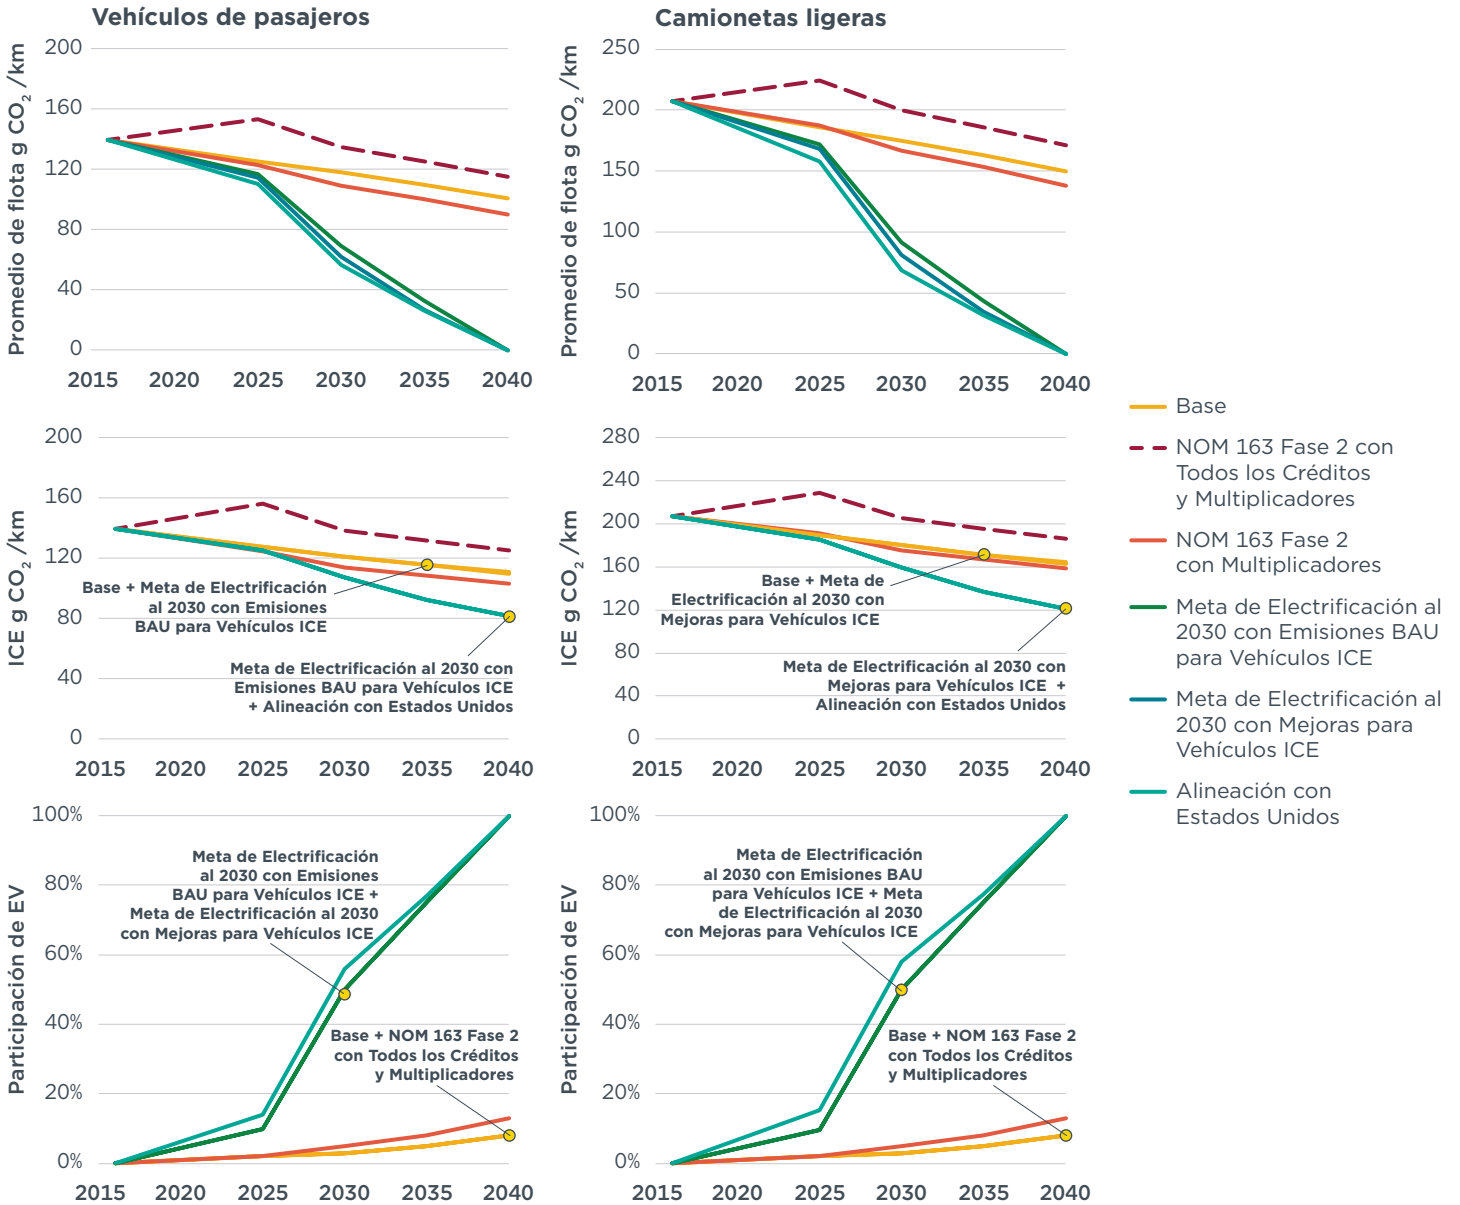 Vehículos de pasajeros
Promedio de flota g CO2 /km
200
160
120
80
40
0
2015 2020 2025 2030 2035 2040
Camionetas ligeras
Promedio de flota g CO2 /km
250
200
150
100
50
0
2015 2020 2025 2030 2035 2040
ICE g CO2 /km
200
160
120
80
40
0
Base + Meta de Electrificación
al 2030 con Emisiones
BAU para Vehículos ICE
Meta de Electrificación al 2030 con
Emisiones BAU para Vehículos ICE
+ Alineación con Estados Unidos
2015 2020 2025 2030 2035 2040
ICE g CO2 /km
280
240
200
160
120
80
40
0
Base + Meta de
Electrificación al 2030 con
Mejoras para Vehículos ICE
Meta de Electrificación al 2030 con
Mejoras para Vehículos ICE +
Alineación con Estados Unidos
2015 2020 2025 2030 2035 2040
Participación de EV
100%
80%
60%
40%
20%
0%
Meta de Electrificación
al 2030 con Emisiones
BAU para Vehículos ICE +
Meta de Electrificación al 2030
con Mejoras para Vehículos ICE
Base + NOM 163 Fase 2
con Todos los Créditos
y Multiplicadores
2015 2020 2025 2030 2035 2040
Participación de EV
100%
80%
60%
40%
20%
0%
Meta de Electrificación
al 2030 con Emisiones BAU
para Vehículos ICE + Meta
de Electrificación al 2030
con Mejoras para Vehículos ICE
Base + NOM 163 Fase 2
con Todos los Créditos
y Multiplicadores
2015 2020 2025 2030 2035 2040
Base
NOM 163 Fase 2 con
Todos los Créditos
y Multiplicadores
NOM 163 Fase 2
con Multiplicadores
Meta de Electrificación al
2030 con Emisiones BAU
para Vehículos ICE
Meta de Electrificación al
2030 con Mejoras para
Vehículos ICE
Alineación con
Estados Unidos